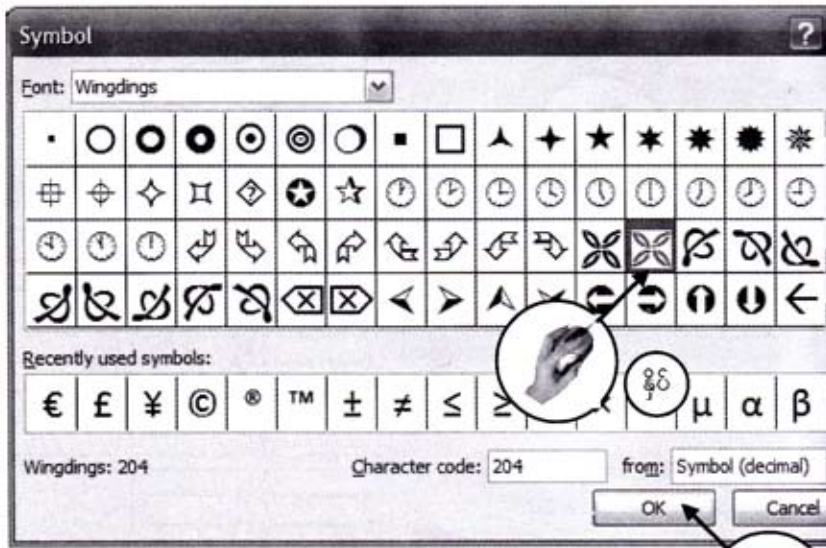 Symbol
?
Font: Wingdings
Recently used symbols:
€ £ ¥ © ® ™ ± ≠ ≤ ≥ μ α β
Wingdings: 204 Character code: 204 from: Symbol (decimal)
OK Cancel